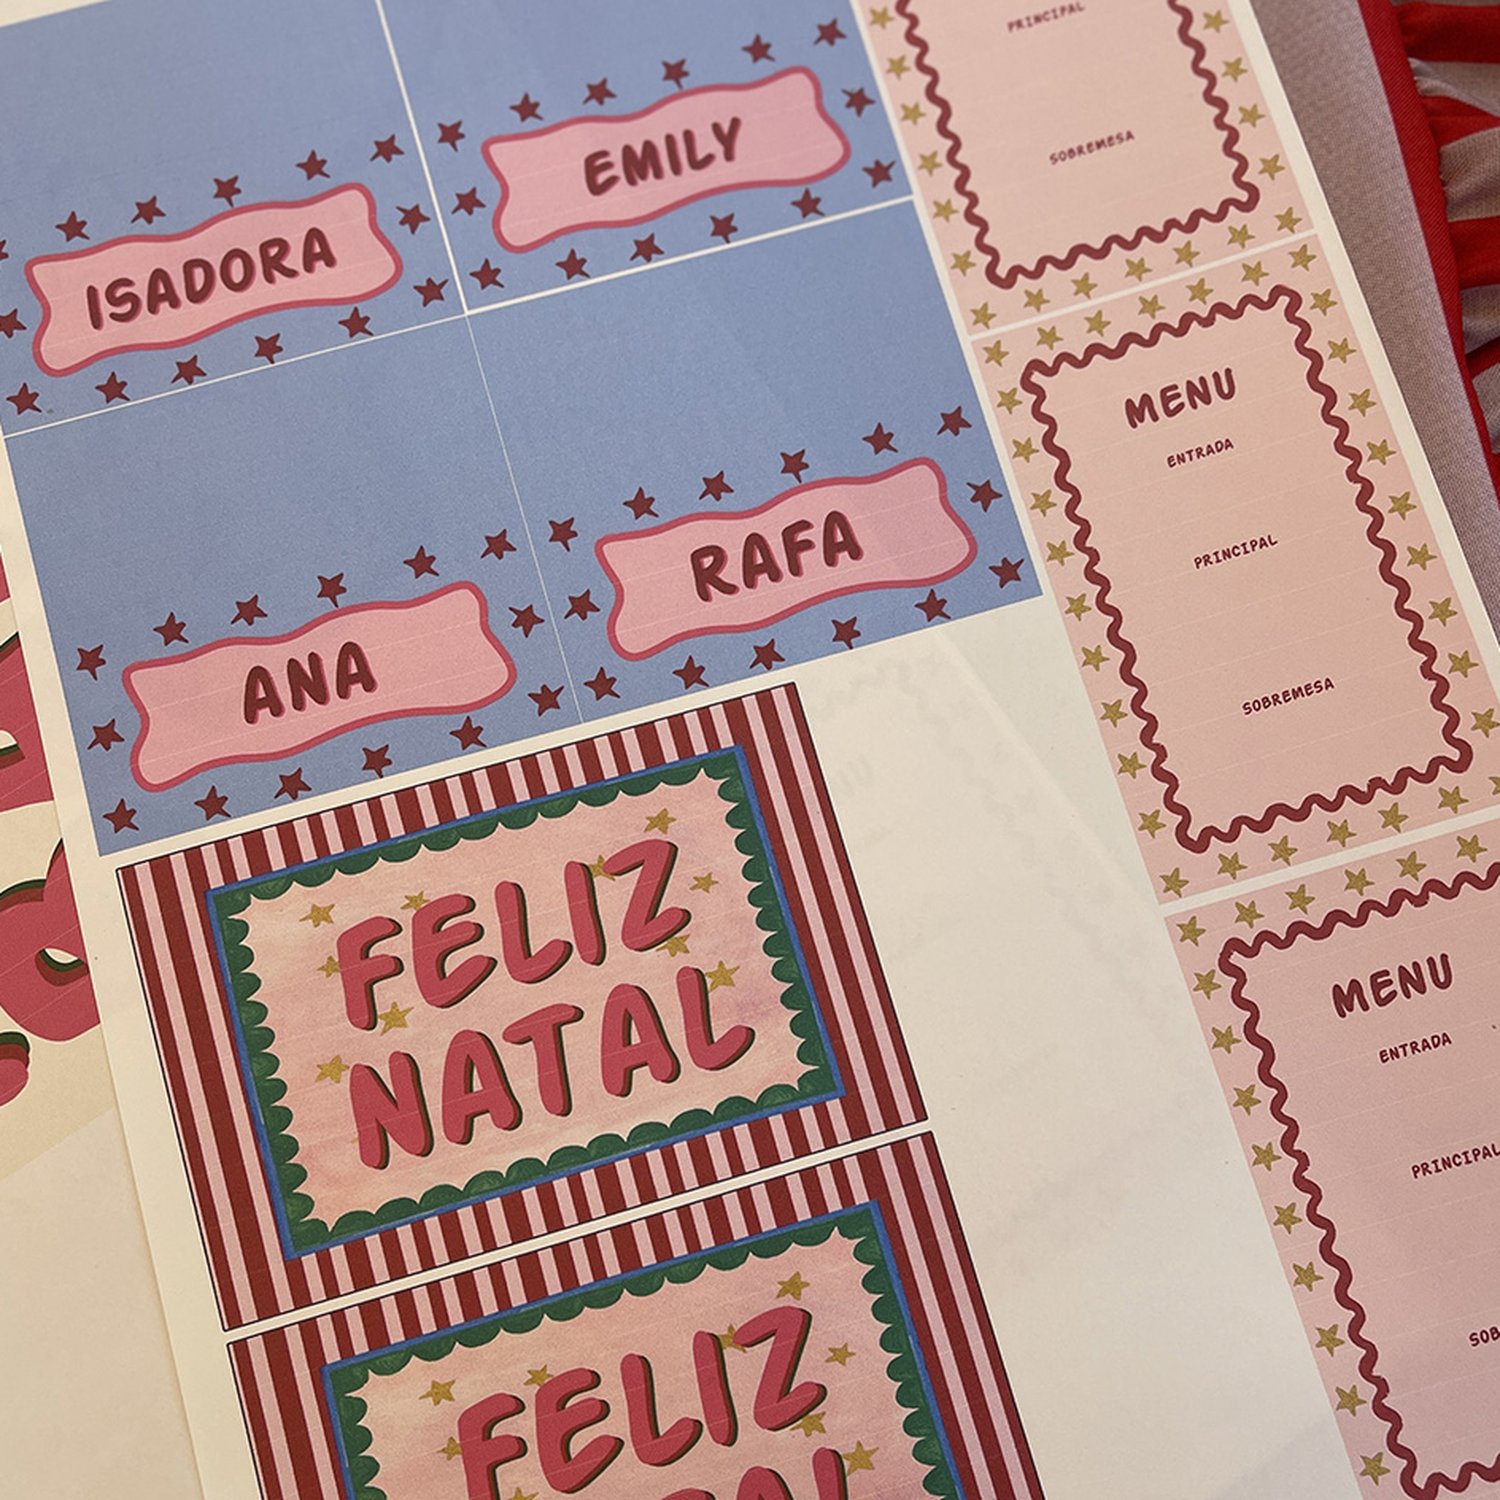 ISADORA
EMILY
ANA
RAFA
FELIZ
NATAL
FELIZ
PRINCIPAL
SOBREMESA
MENU
ENTRADA
PRINCIPAL
SOBREMESA
MENU
ENTRADA
PRINCIPAL